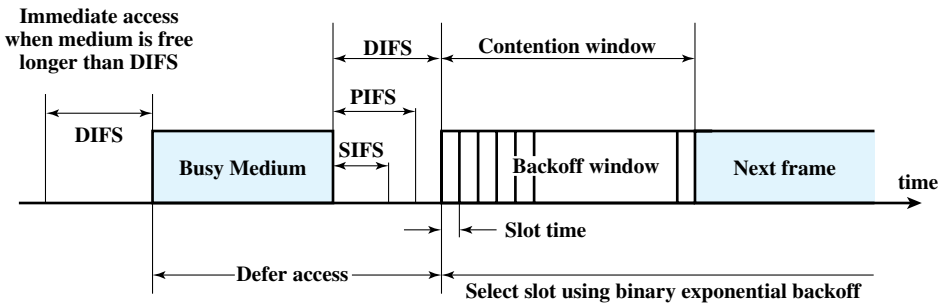 Immediate access
when medium is free
longer than DIFS
DIFS
Contention window
PIFS
DIFS
SIFS
Busy Medium
Backoff window
Next frame
time
Slot time
Defer access
Select slot using binary exponential backoff